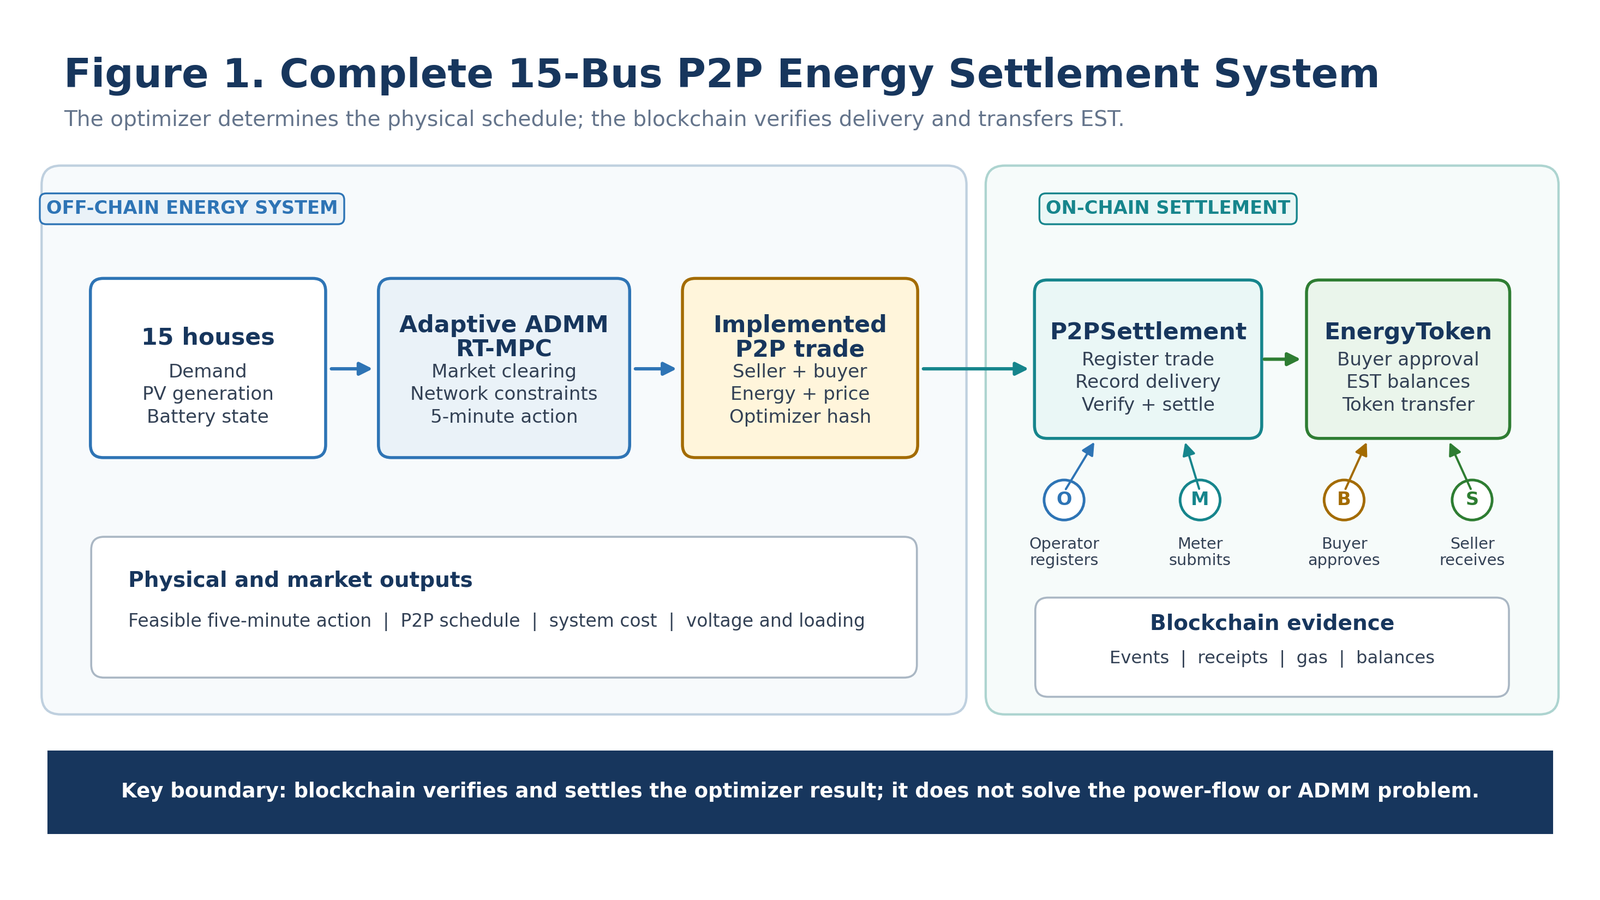 Figure 1. Complete 15-Bus P2P Energy Settlement System
The optimizer determines the physical schedule; the blockchain verifies delivery and transfers EST.
OFF-CHAIN ENERGY SYSTEM
15 houses
Demand
PV generation
Battery state
Adaptive ADMM
RT-MPC
Market clearing
Network constraints
5-minute action
Implemented
P2P trade
Seller + buyer
Energy + price
Optimizer hash
Physical and market outputs
Feasible five-minute action | P2P schedule | system cost | voltage and loading
ON-CHAIN SETTLEMENT
P2PSettlement
Register trade
Record delivery
Verify + settle
EnergyToken
Buyer approval
EST balances
Token transfer
O
Operator
registers
M
Meter
submits
B
Buyer
approves
S
Seller
receives
Blockchain evidence
Events | receipts | gas | balances
Key boundary: blockchain verifies and settles the optimizer result; it does not solve the power-flow or ADMM problem.